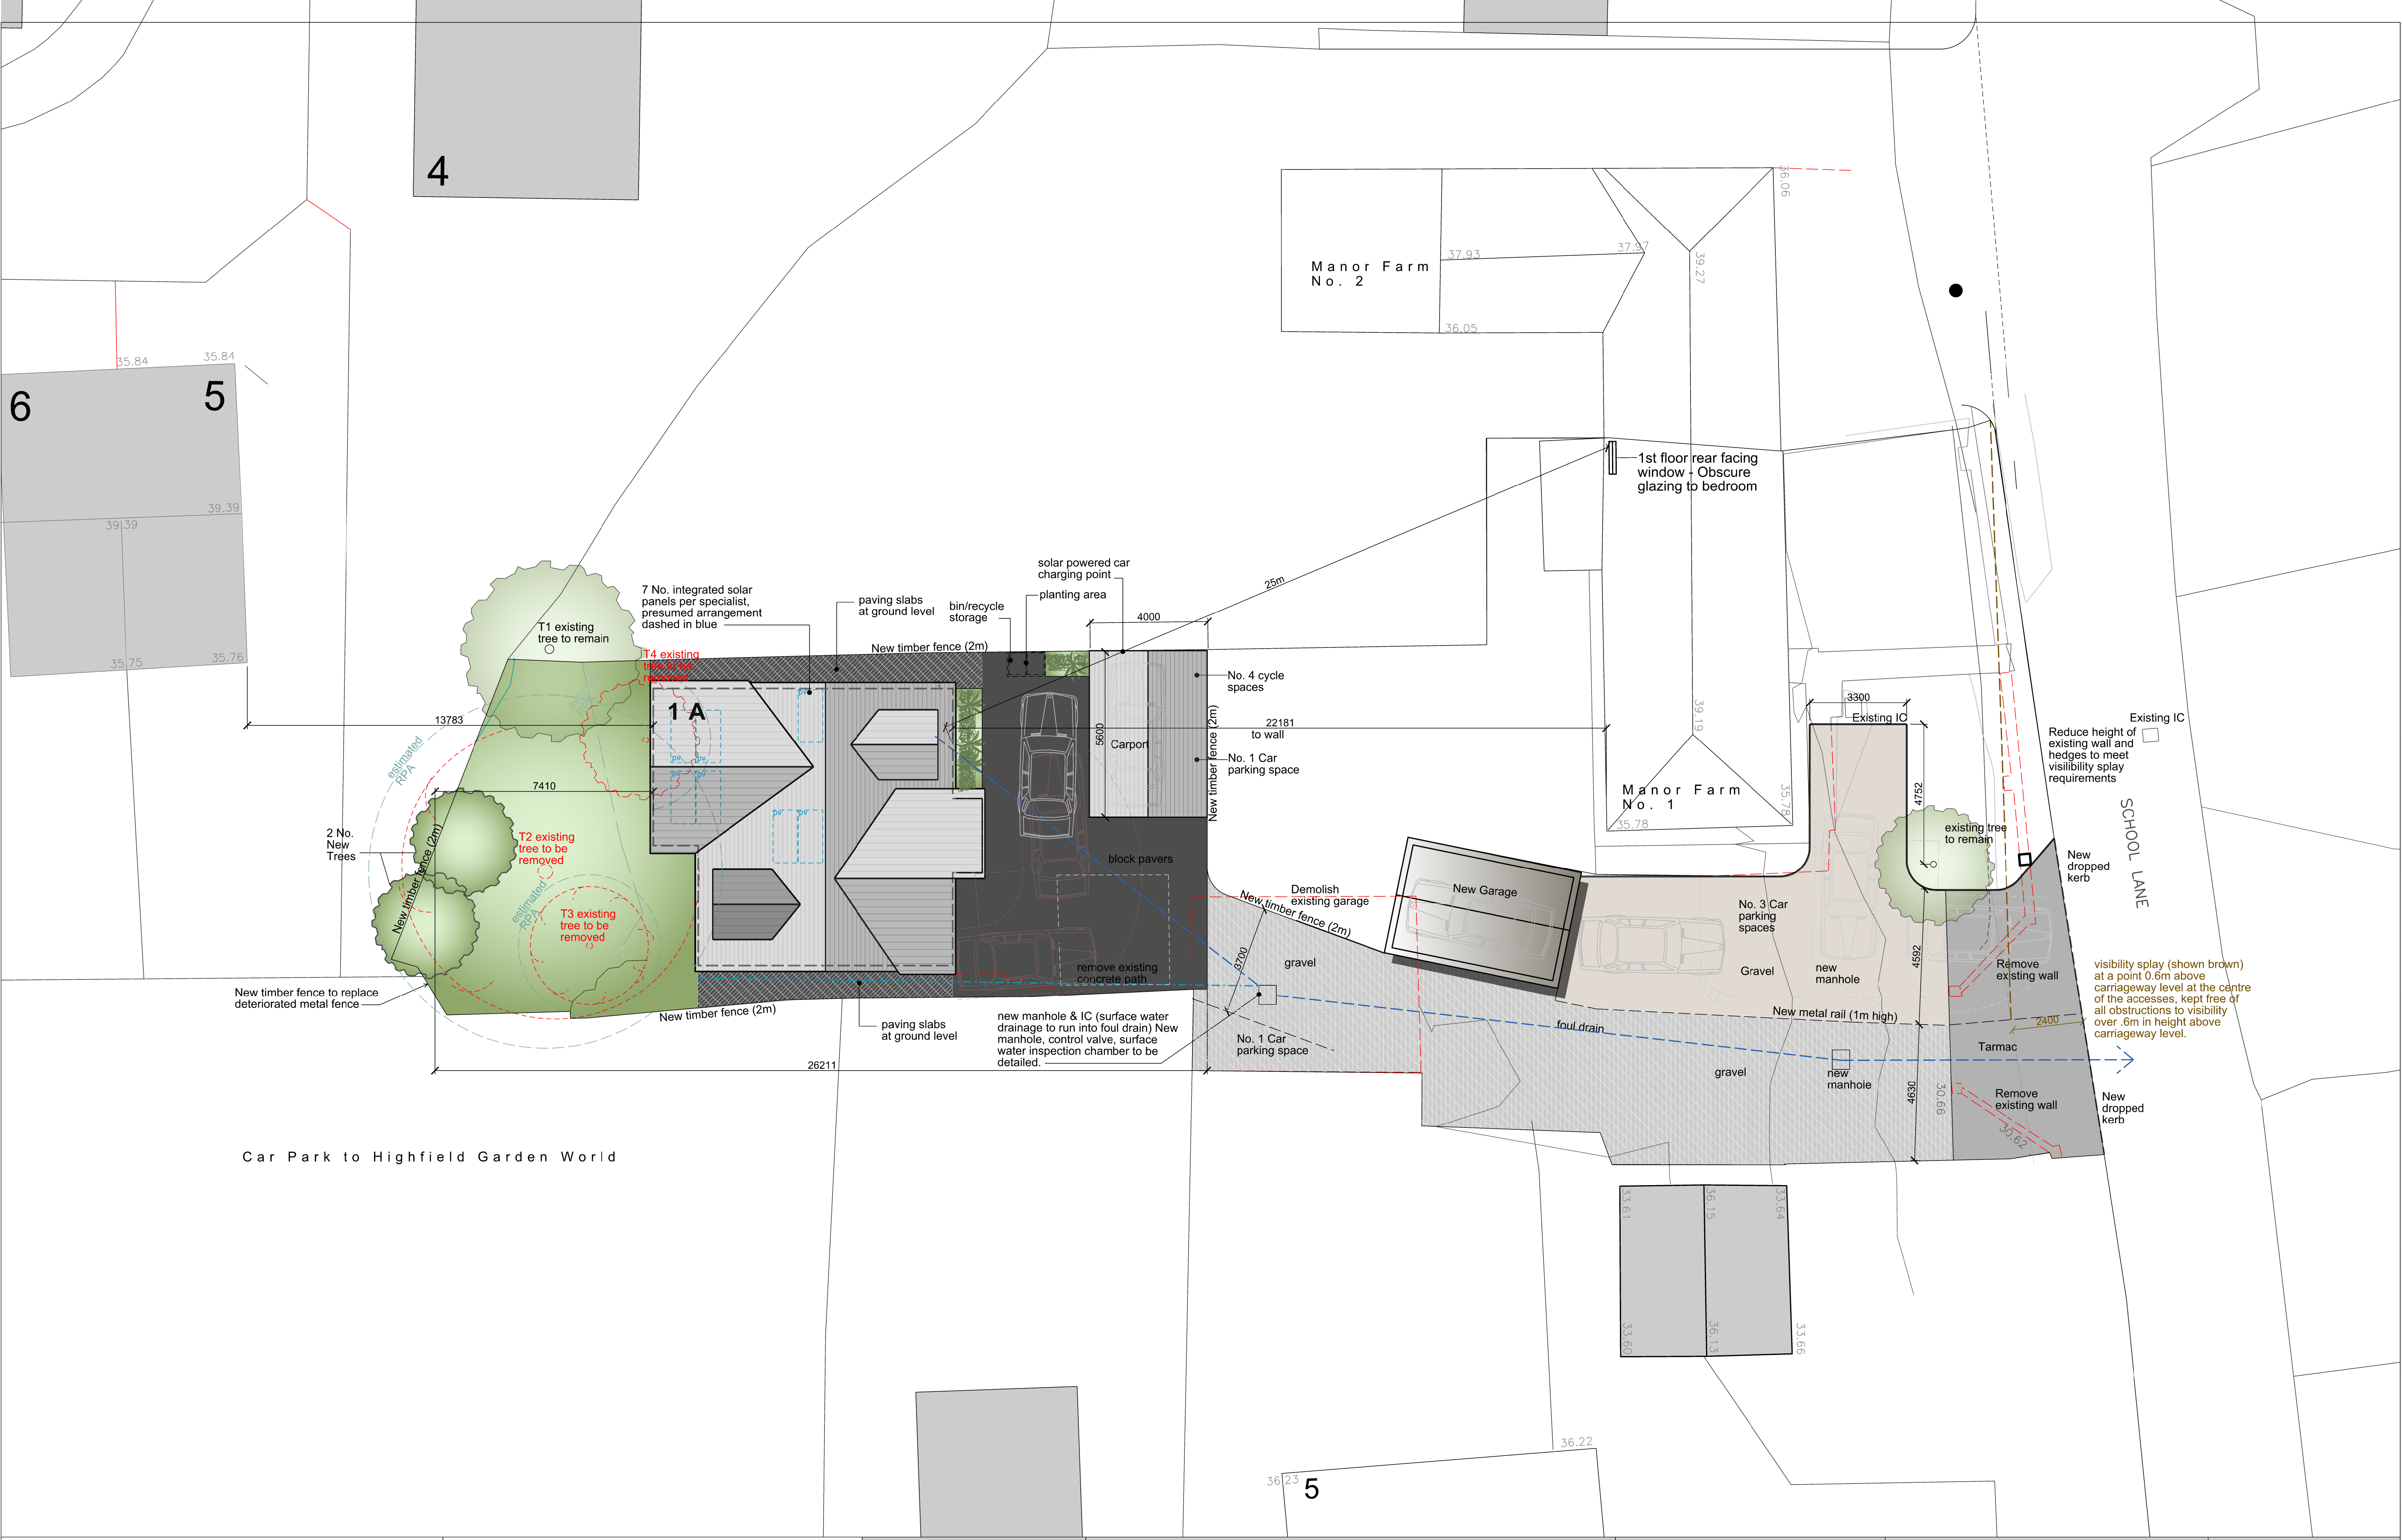 4
36.06
Manor Farm
No. 2
37.93
37.97
39.27
36.05
35.84
35.84
6
5
39.39
39.39
35.75
35.76
1st floor rear facing
window - Obscure
glazing to bedroom
25m
solar powered car
charging point
planting area
bin/recycle
storage
4000
7 No. integrated solar
panels per specialist,
presumed arrangement
dashed in blue
paving slabs
at ground level
New timber fence (2m)
T1 existing
tree to remain
T4 existing
tree to be
removed
estimated
RPA
No. 4 cycle
spaces
1 A
13783
22181
to wall
5600
Carport
New timber fence (2m)
No. 1 Car
parking space
39.19
3300
Existing IC
Existing IC
Reduce height of
existing wall and
hedges to meet
visilibility splay
requirements
estimated
RPA
7410
pv
pv
pv
pv
pv
pv
pv
Manor Farm
No. 1
35.78
35.78
4752
SCHOOL LANE
existing tree
to remain
New
dropped
kerb
2 No.
New
Trees
New timber fence (2m)
T2 existing
tree to be
removed
estimated
RPA
T3 existing
tree to be
removed
block pavers
Demolish
existing garage
New timber fence (2m)
New Garage
No. 3 Car
parking
spaces
3700
gravel
Gravel
new
manhole
4592
Remove
existing wall
visibility splay (shown brown)
at a point 0.6m above
carriageway level at the centre
of the accesses, kept free of
all obstructions to visibility
over .6m in height above
carriageway level.
2400
remove existing
concrete path
New timber fence to replace
deteriorated metal fence
New timber fence (2m)
paving slabs
at ground level
new manhole & IC (surface water
drainage to run into foul drain) New
manhole, control valve, surface
water inspection chamber to be
detailed.
No. 1 Car
parking space
foul drain
New metal rail (1m high)
Tarmac
26211
gravel
new
manhole
4630
30.66
Remove
existing wall
30.62
New
dropped
kerb
Car Park to Highfield Garden World
33.61
36.15
33.64
33.60
36.13
33.66
36.22
36.23
5